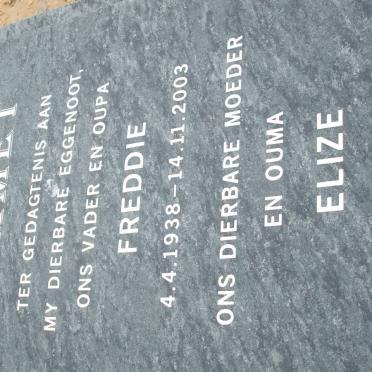 TER GEDAGTENIS AAN
MY DIERBARE EGGENOOT,
ONS VADER EN OUPA
FREDDIE
4.4.1938–14.11.2003
ONS DIERBARE MOEDER
EN OUMA
ELIZE